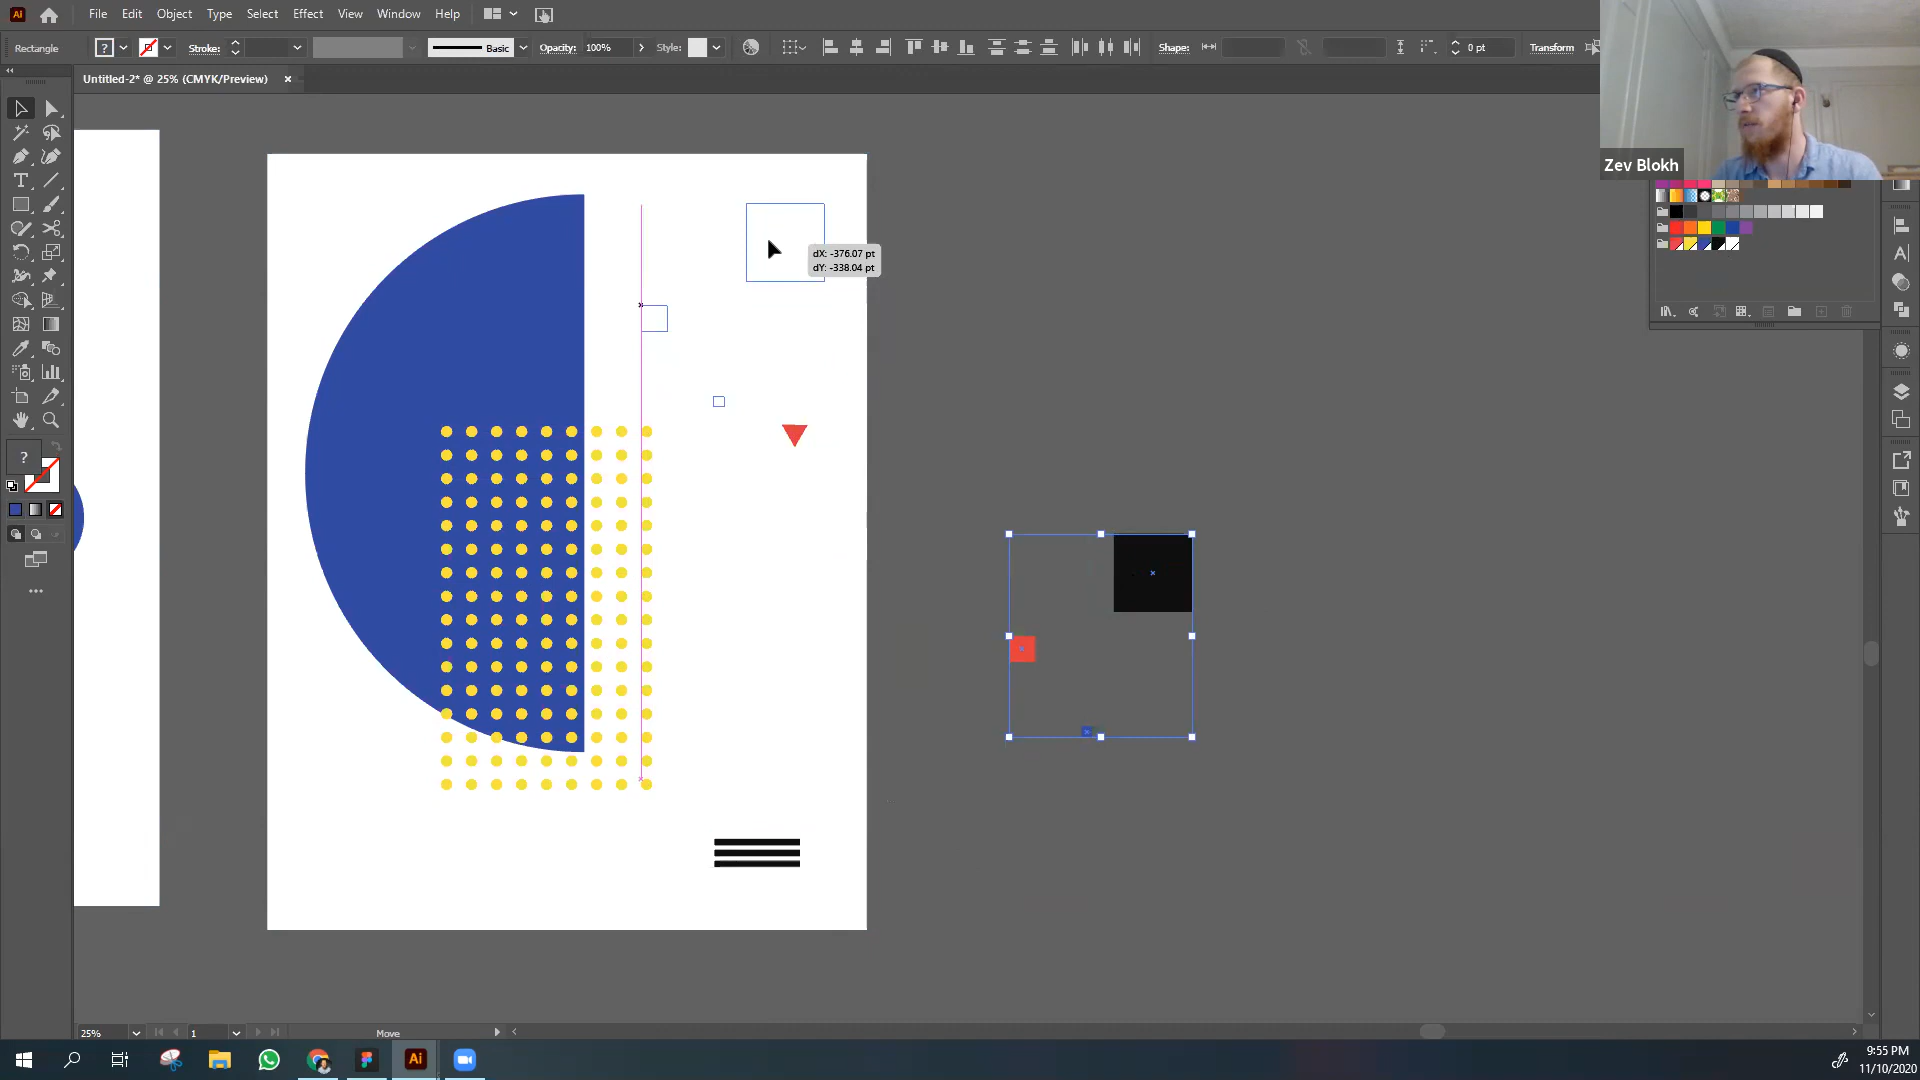 Ai File Edit Object Type Select Effect View Window Help
Rectangle ? Stroke: Basic Opacity: 100% Style: Shape: 0 pt Transform
Untitled-2* @ 25% (CMYK/Preview) ×
Zev Blokh
dX: -376.07 pt
dY: -338.04 pt
?
25% 1 Move
Ai
9:55 PM
11/10/2020